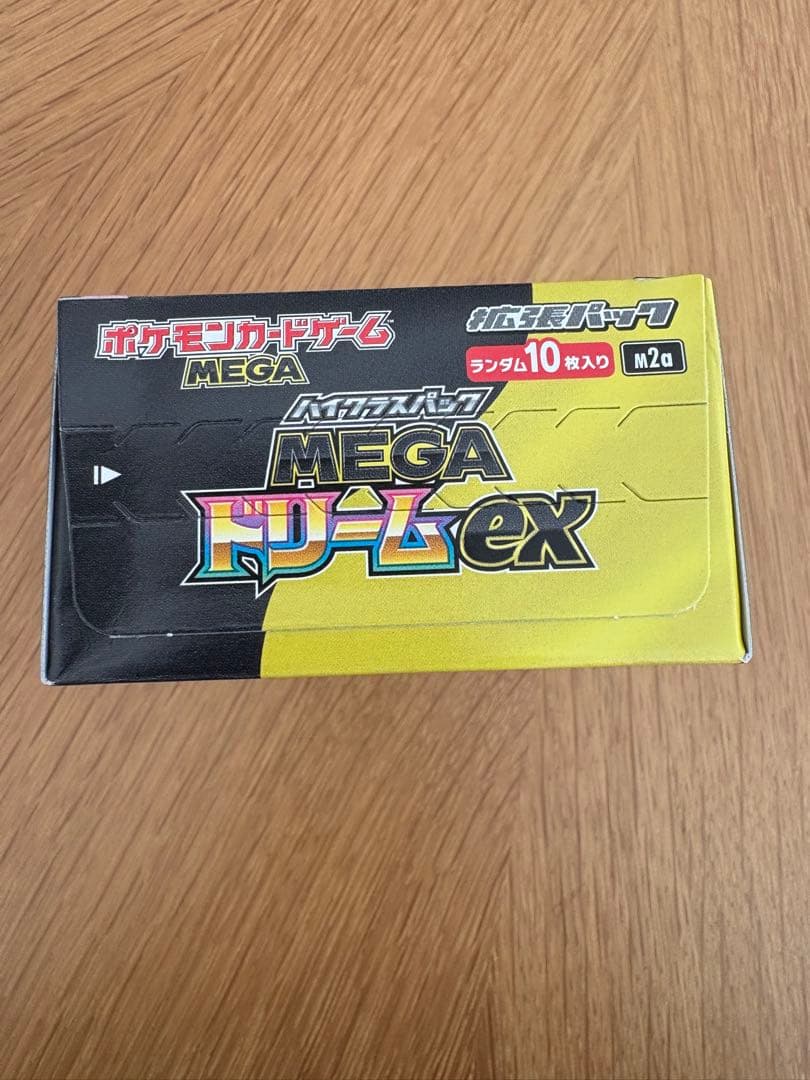 ポケモンカードゲーム
MEGA
拡張パック
ランダム10枚入り M2a
ハイクラスパック
MEGA
ドリームex